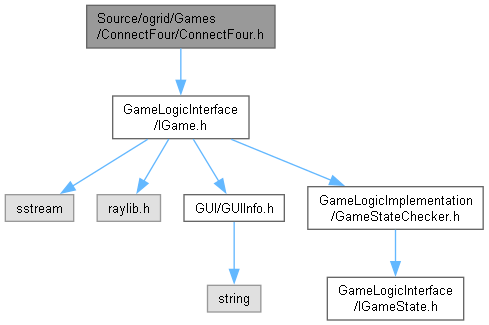 Source/ogrid/Games
/ConnectFour/ConnectFour.h
GameLogicInterface
/IGame.h
sstream
raylib.h
GUI/GUIInfo.h
GameLogicImplementation
/GameStateChecker.h
string
GameLogicInterface
/IGameState.h